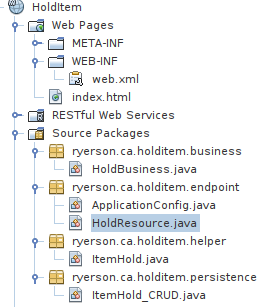 HoldItem
Web Pages
META-INF
WEB-INF
web.xml
index.html
RESTful Web Services
Source Packages
ryerson.ca.holditem.business
HoldBusiness.java
ryerson.ca.holditem.endpoint
ApplicationConfig.java
HoldResource.java
ryerson.ca.holditem.helper
ItemHold.java
ryerson.ca.holditem.persistence
ItemHold_CRUD.java